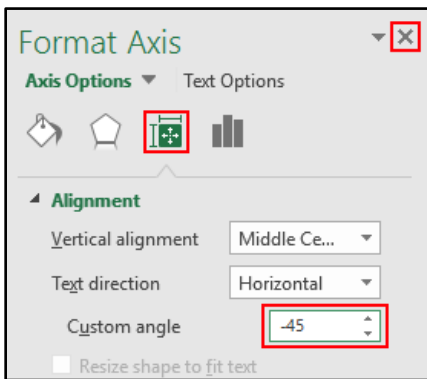 Format Axis
Axis Options Text Options
Alignment
Vertical alignment Middle Ce...
Text direction Horizontal
Custom angle -45
Resize shape to fit text